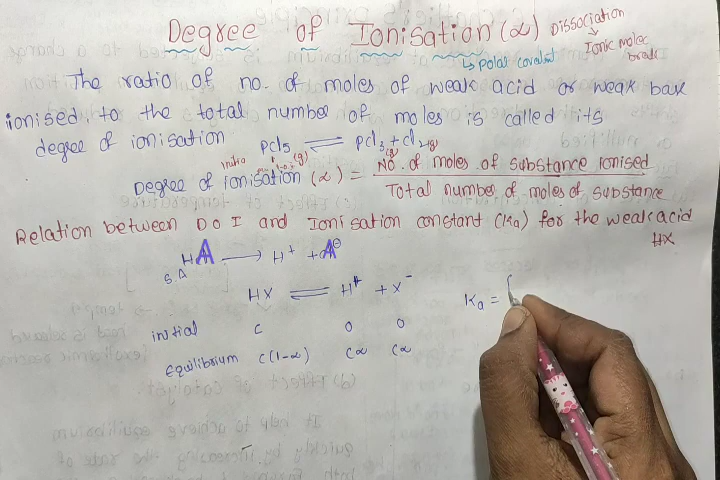 Degree of Ionisation (α) Dissociation
↳ polar covalent
↓
Ionic molec
break
The ratio of no. of moles of weak acid or weak base
ionised to the total number of moles is called its
degree of ionisation
PCl5 ⇌ PCl3 + Cl2(g)
(g) (g)
Degree of ionisation (α) = No. of moles of substance ionised / Total number of moles of substance
Relation between D O I and Ionisation constant (Ka) for the weak acid
HX
HA ⟶ H+ + A⊖
S.A
HX ⇌ H+ + X-
initial C 0 0
Equilibrium C(1-α) Cα Cα
Ka = [